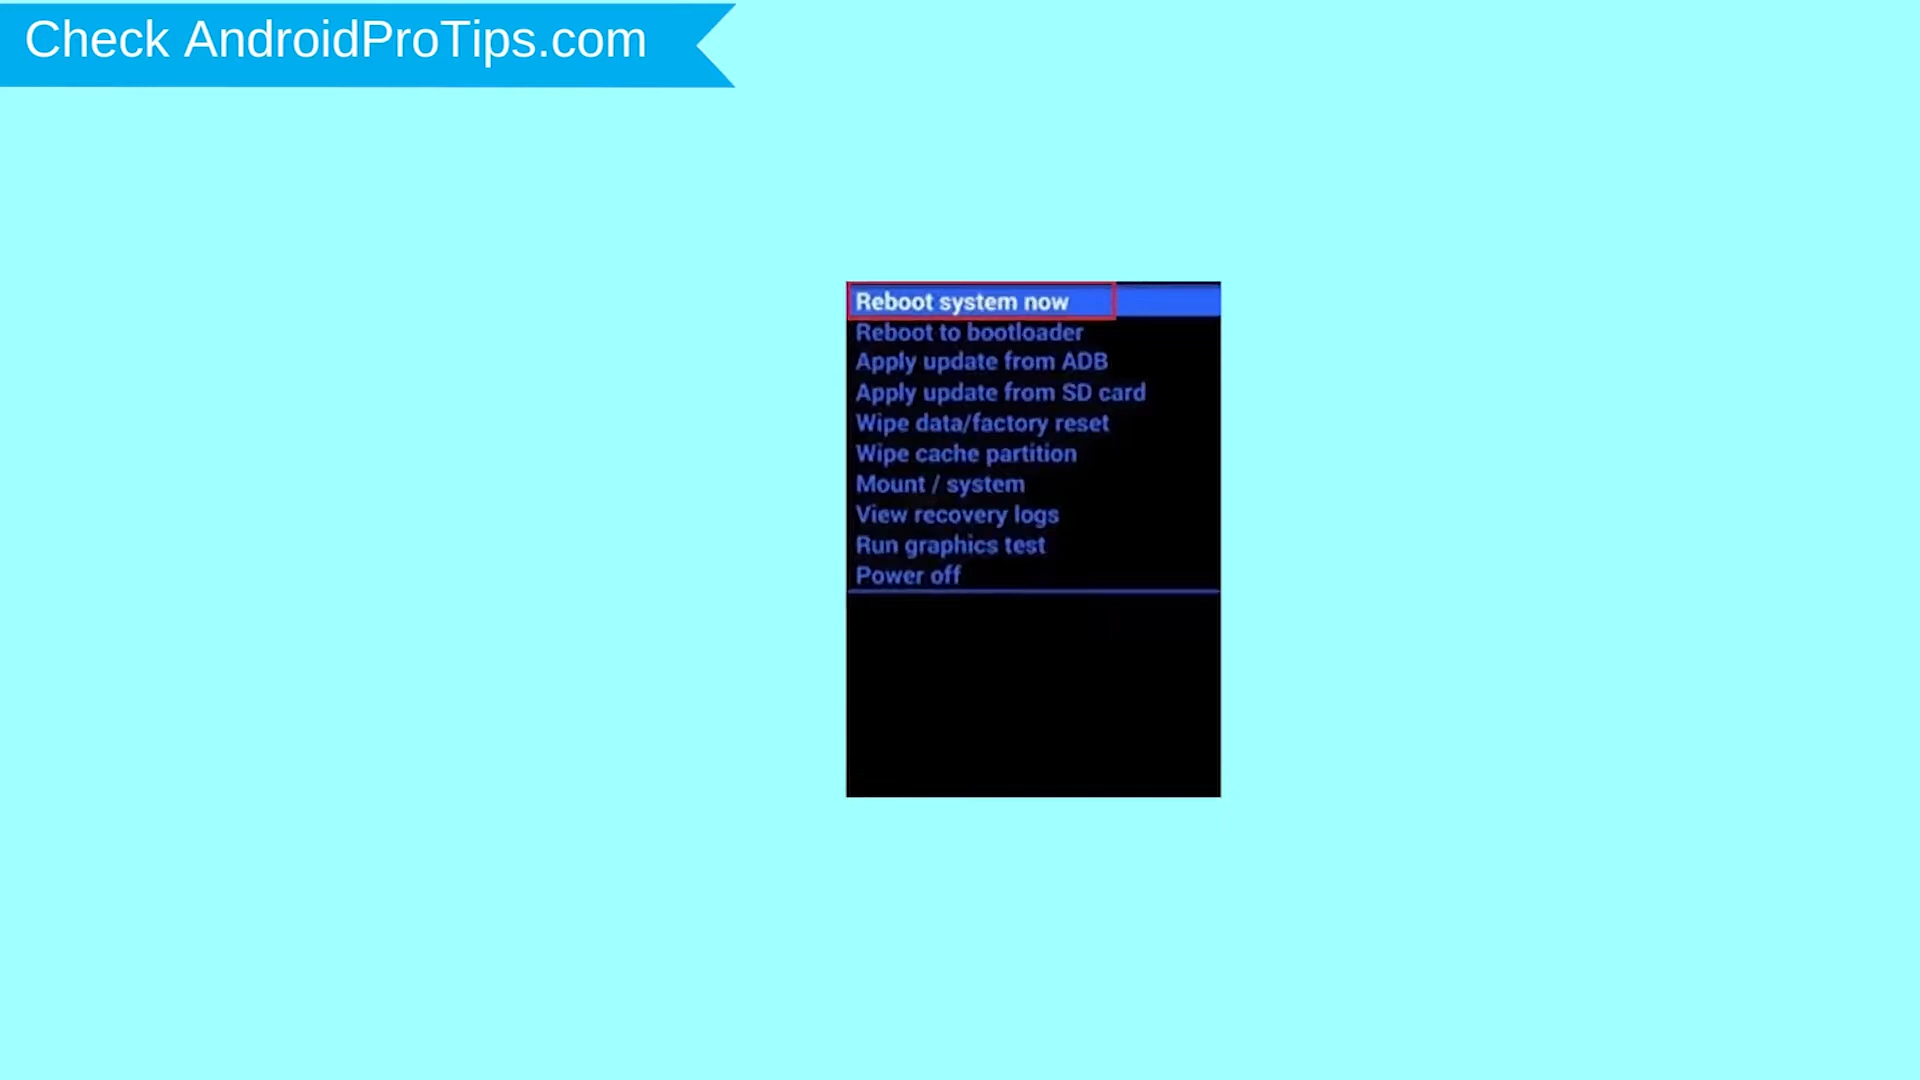 Check AndroidProTips.com
Reboot system now
Reboot to bootloader
Apply update from ADB
Apply update from SD card
Wipe data/factory reset
Wipe cache partition
Mount / system
View recovery logs
Run graphics test
Power off